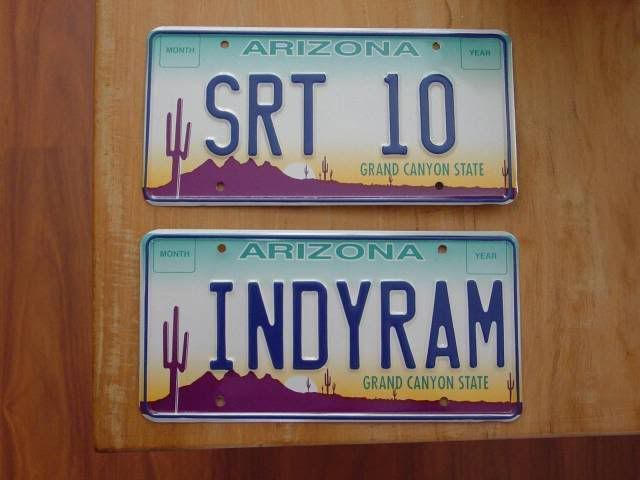 MONTH ARIZONA YEAR
SRT 10
GRAND CANYON STATE
MONTH ARIZONA YEAR
INDYRAM
GRAND CANYON STATE